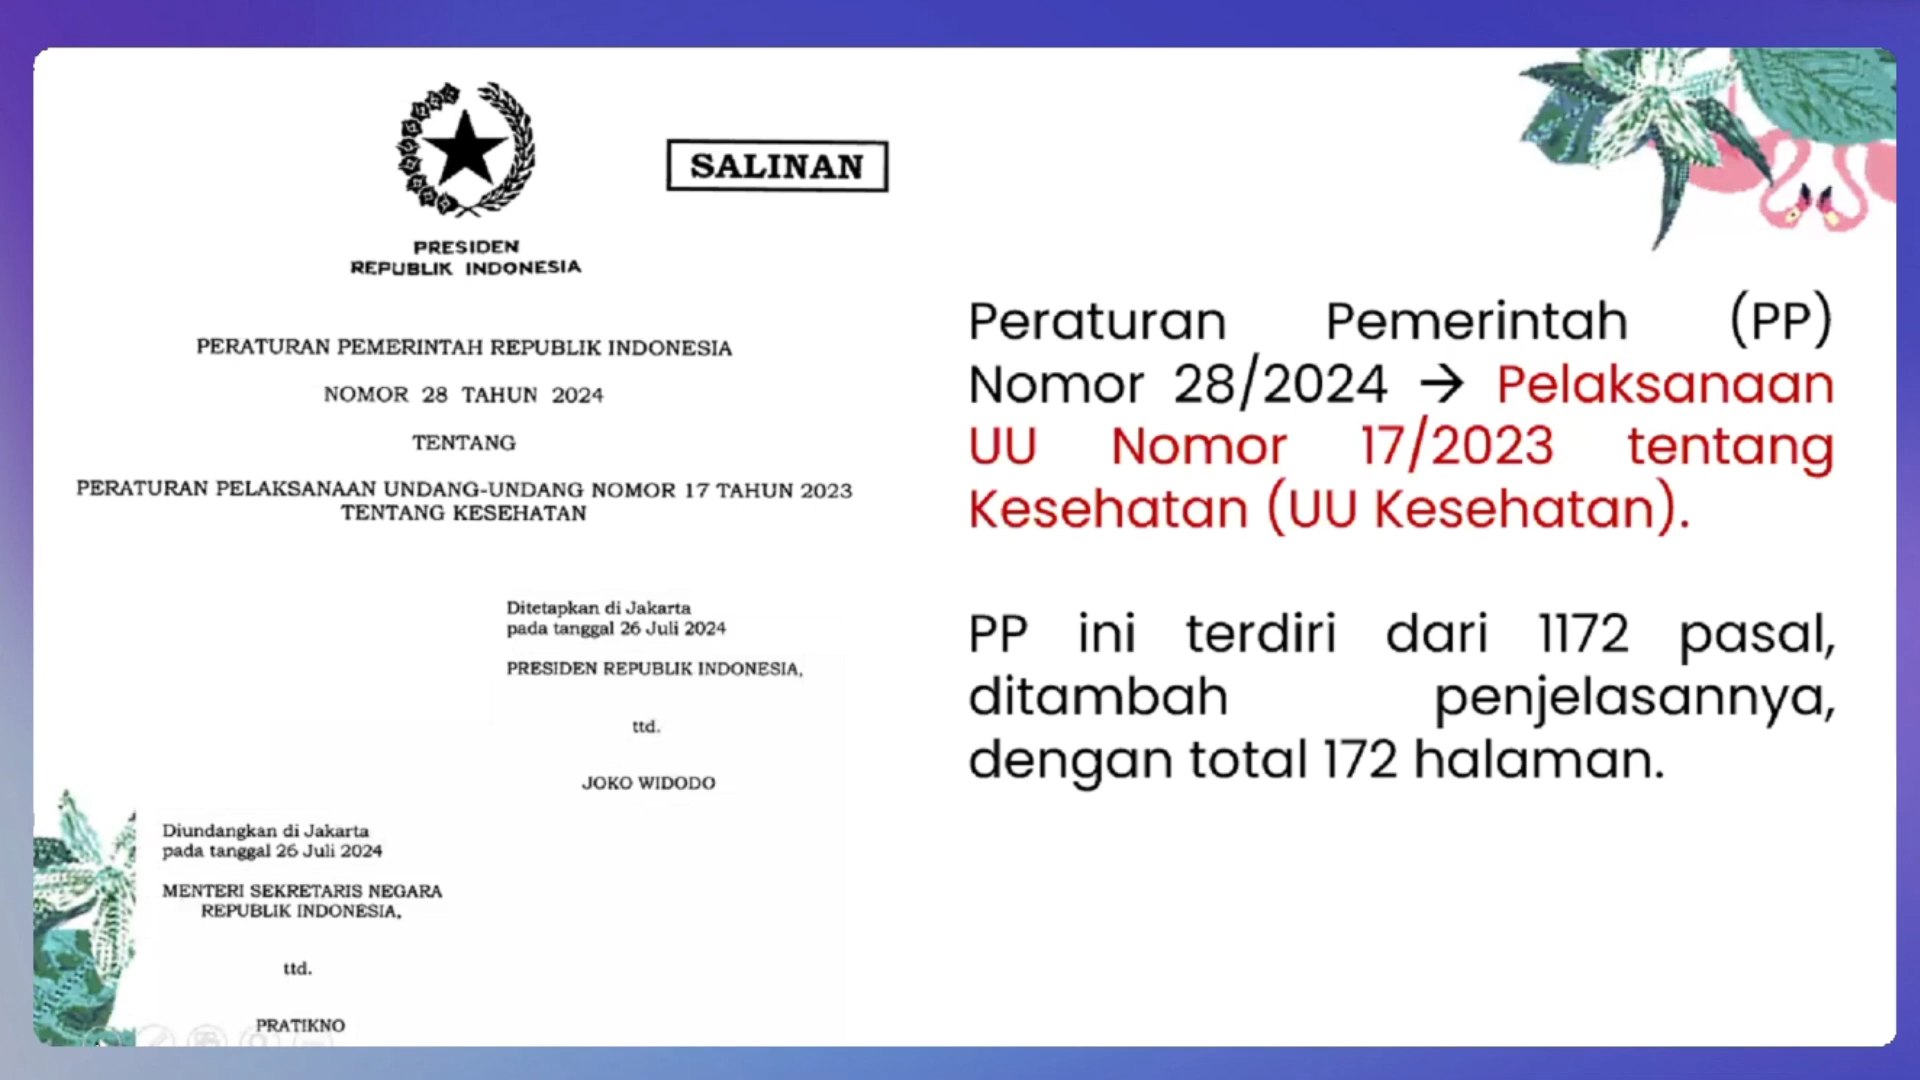 SALINAN
PRESIDEN
REPUBLIK INDONESIA
PERATURAN PEMERINTAH REPUBLIK INDONESIA
NOMOR 28 TAHUN 2024
TENTANG
PERATURAN PELAKSANAAN UNDANG-UNDANG NOMOR 17 TAHUN 2023
TENTANG KESEHATAN
Ditetapkan di Jakarta
pada tanggal 26 Juli 2024
PRESIDEN REPUBLIK INDONESIA,
ttd.
JOKO WIDODO
Diundangkan di Jakarta
pada tanggal 26 Juli 2024
MENTERI SEKRETARIS NEGARA
REPUBLIK INDONESIA,
ttd.
PRATIKNO
Peraturan Pemerintah (PP)
Nomor 28/2024 → Pelaksanaan
UU Nomor 17/2023 tentang
Kesehatan (UU Kesehatan).
PP ini terdiri dari 1172 pasal,
ditambah penjelasannya,
dengan total 172 halaman.